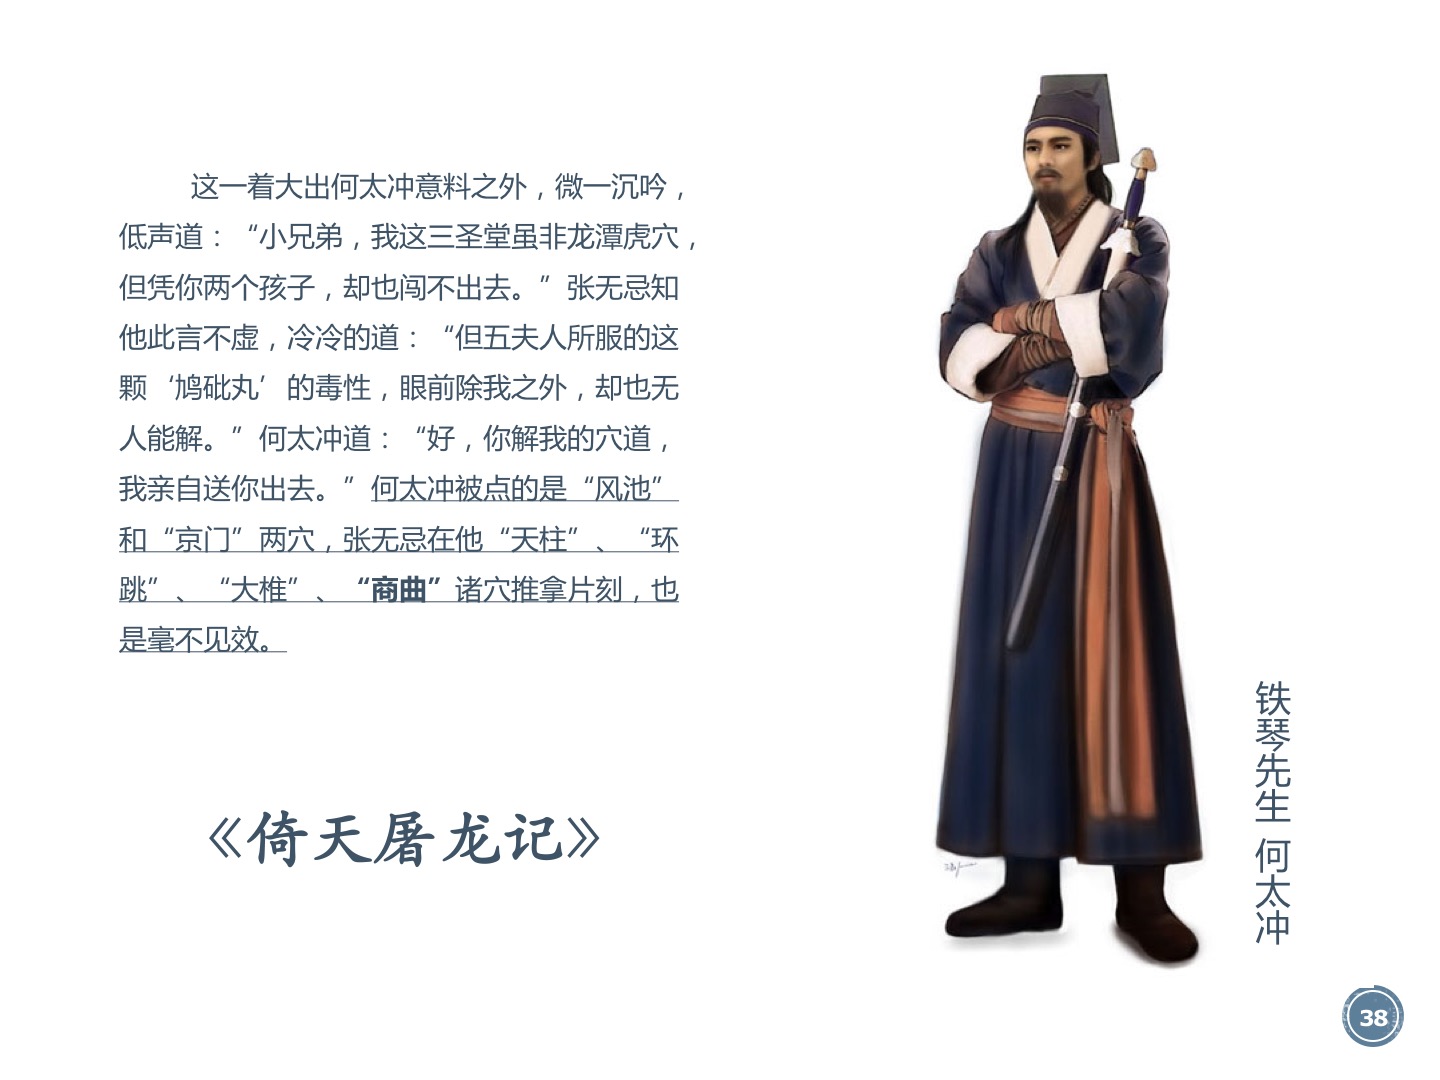 这一着大出何太冲意料之外，微一沉吟，
低声道：“小兄弟，我这三圣堂虽非龙潭虎穴，
但凭你两个孩子，却也闯不出去。”张无忌知
他此言不虚，冷冷的道：“但五夫人所服的这
颗‘鸠砒丸’的毒性，眼前除我之外，却也无
人能解。”何太冲道：“好，你解我的穴道，
我亲自送你出去。”何太冲被点的是“风池”
和“京门”两穴，张无忌在他“天柱”、“环
跳”、“大椎”、“商曲”诸穴推拿片刻，也
是毫不见效。
《倚天屠龙记》
铁琴先生 何太冲
38